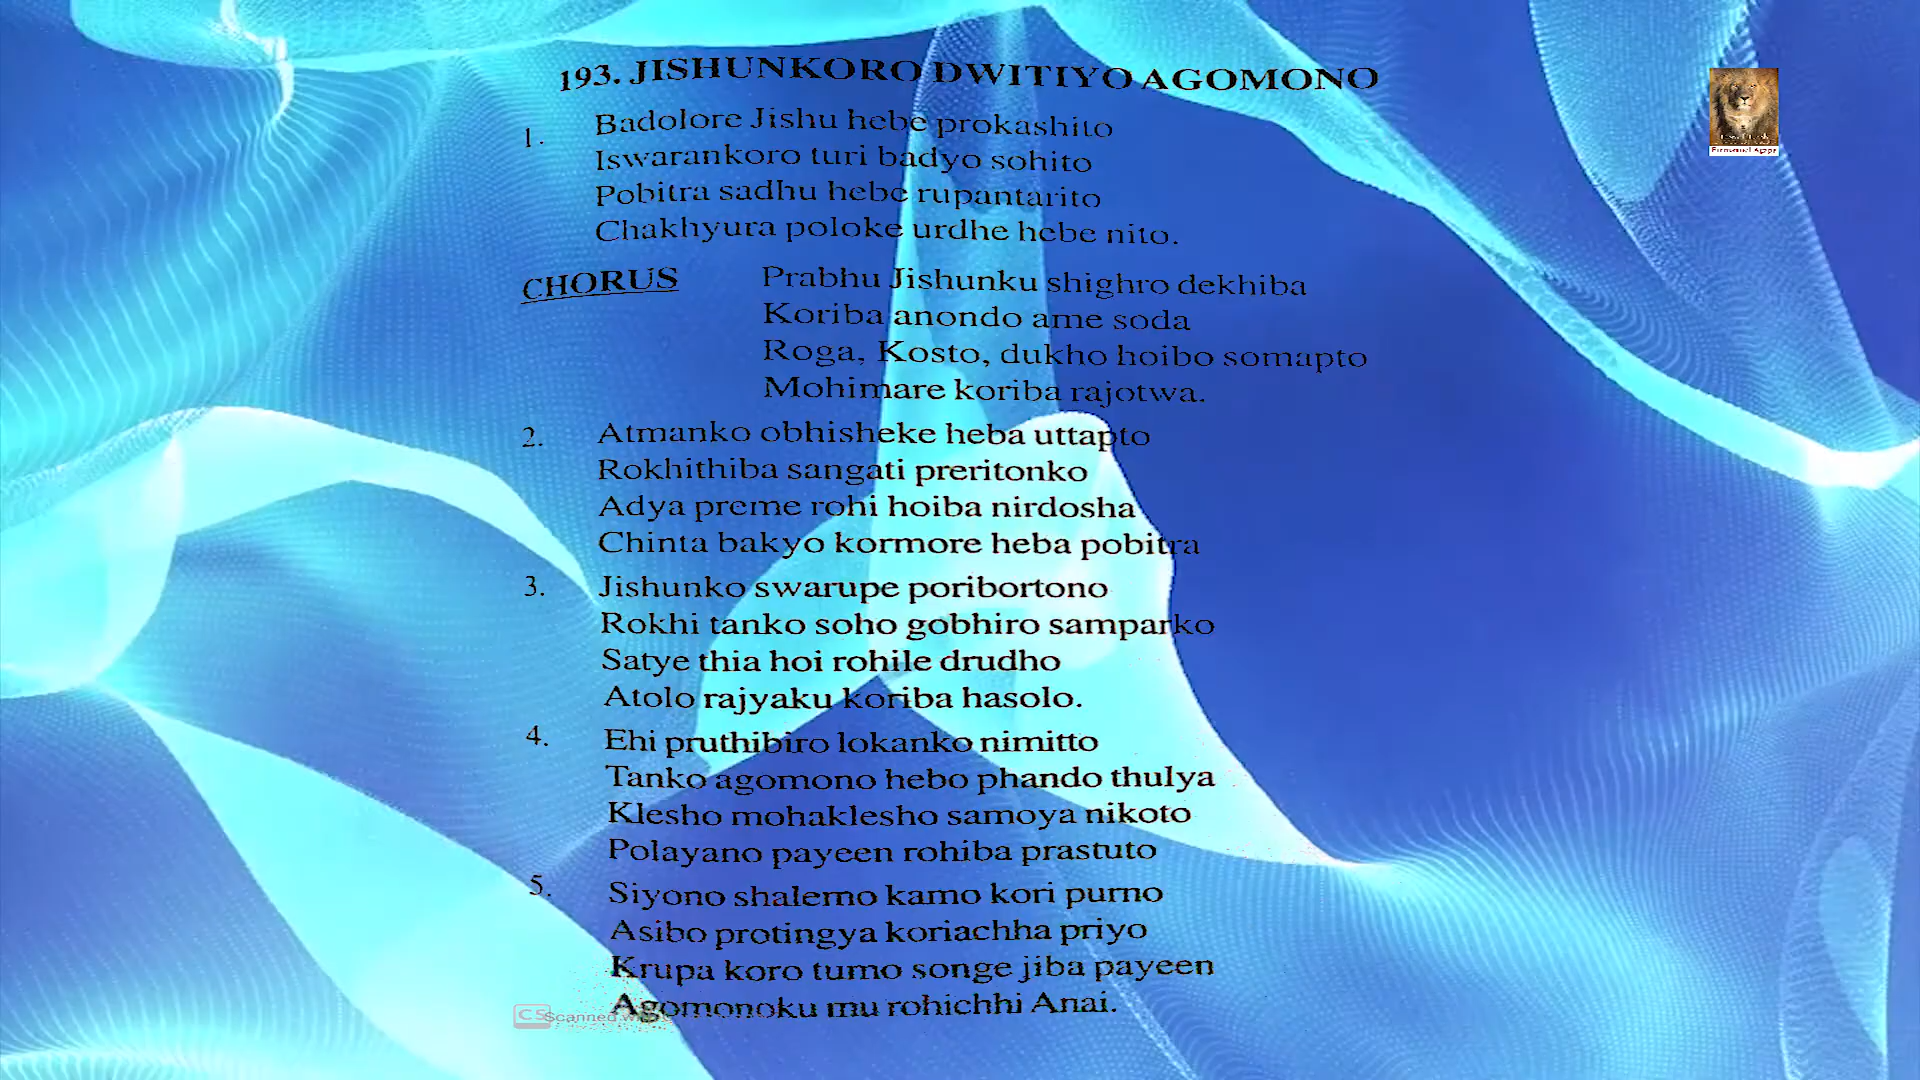 193. JISHUNKORO DWITIYO AGOMONO
1. Badolore Jishu hebe prokashito
Iswarankoro turi badyo sohito
Pobitra sadhu hebe rupantarito
Chakhyura poloke urdhe hebe nito.
CHORUS Prabhu Jishunku shighro dekhiba
Koriba anondo ame soda
Roga, Kosto, dukho hoibo somapto
Mohimare koriba rajotwa.
2. Atmanko obhisheke heba uttapto
Rokhithiba sangati preritonko
Adya preme rohi hoiba nirdosha
Chinta bakyo kormore heba pobitra
3. Jishunko swarupe poribortono
Rokhi tanko soho gobhiro samparko
Satye thia hoi rohile drudho
Atolo rajyaku koriba hasolo.
4. Ehi pruthibiro lokanko nimitto
Tanko agomono hebo phando thulya
Klesho mohaklesho samoya nikoto
Polayano payeen rohiba prastuto
5. Siyono shalemo kamo kori purno
Asibo protingya koriachha priyo
Krupa koro tumo songe jiba payeen
Agomonoku mu rohichhi Anai.
CS Scanned